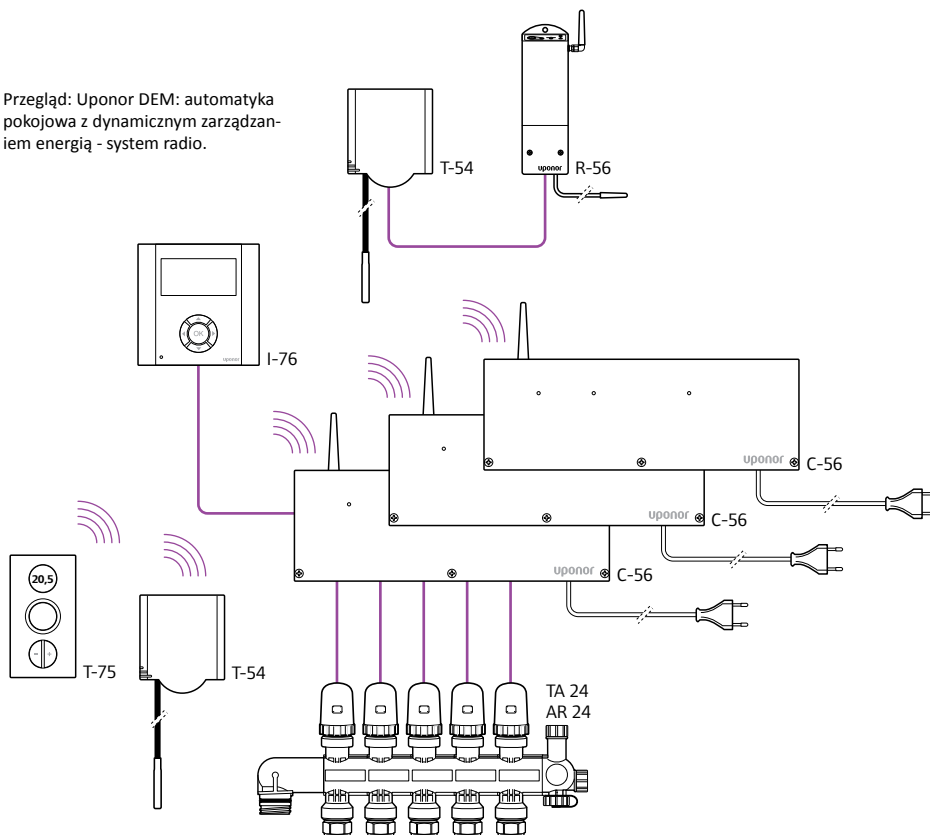 Przegląd: Uponor DEM: automatyka
pokojowa z dynamicznym zarządzan-
iem energią - system radio.
T-54
uponor
R-56
OK
uponor
I-76
uponor
C-56
uponor
C-56
uponor
C-56
20,5
- +
T-75
T-54
TA 24
AR 24